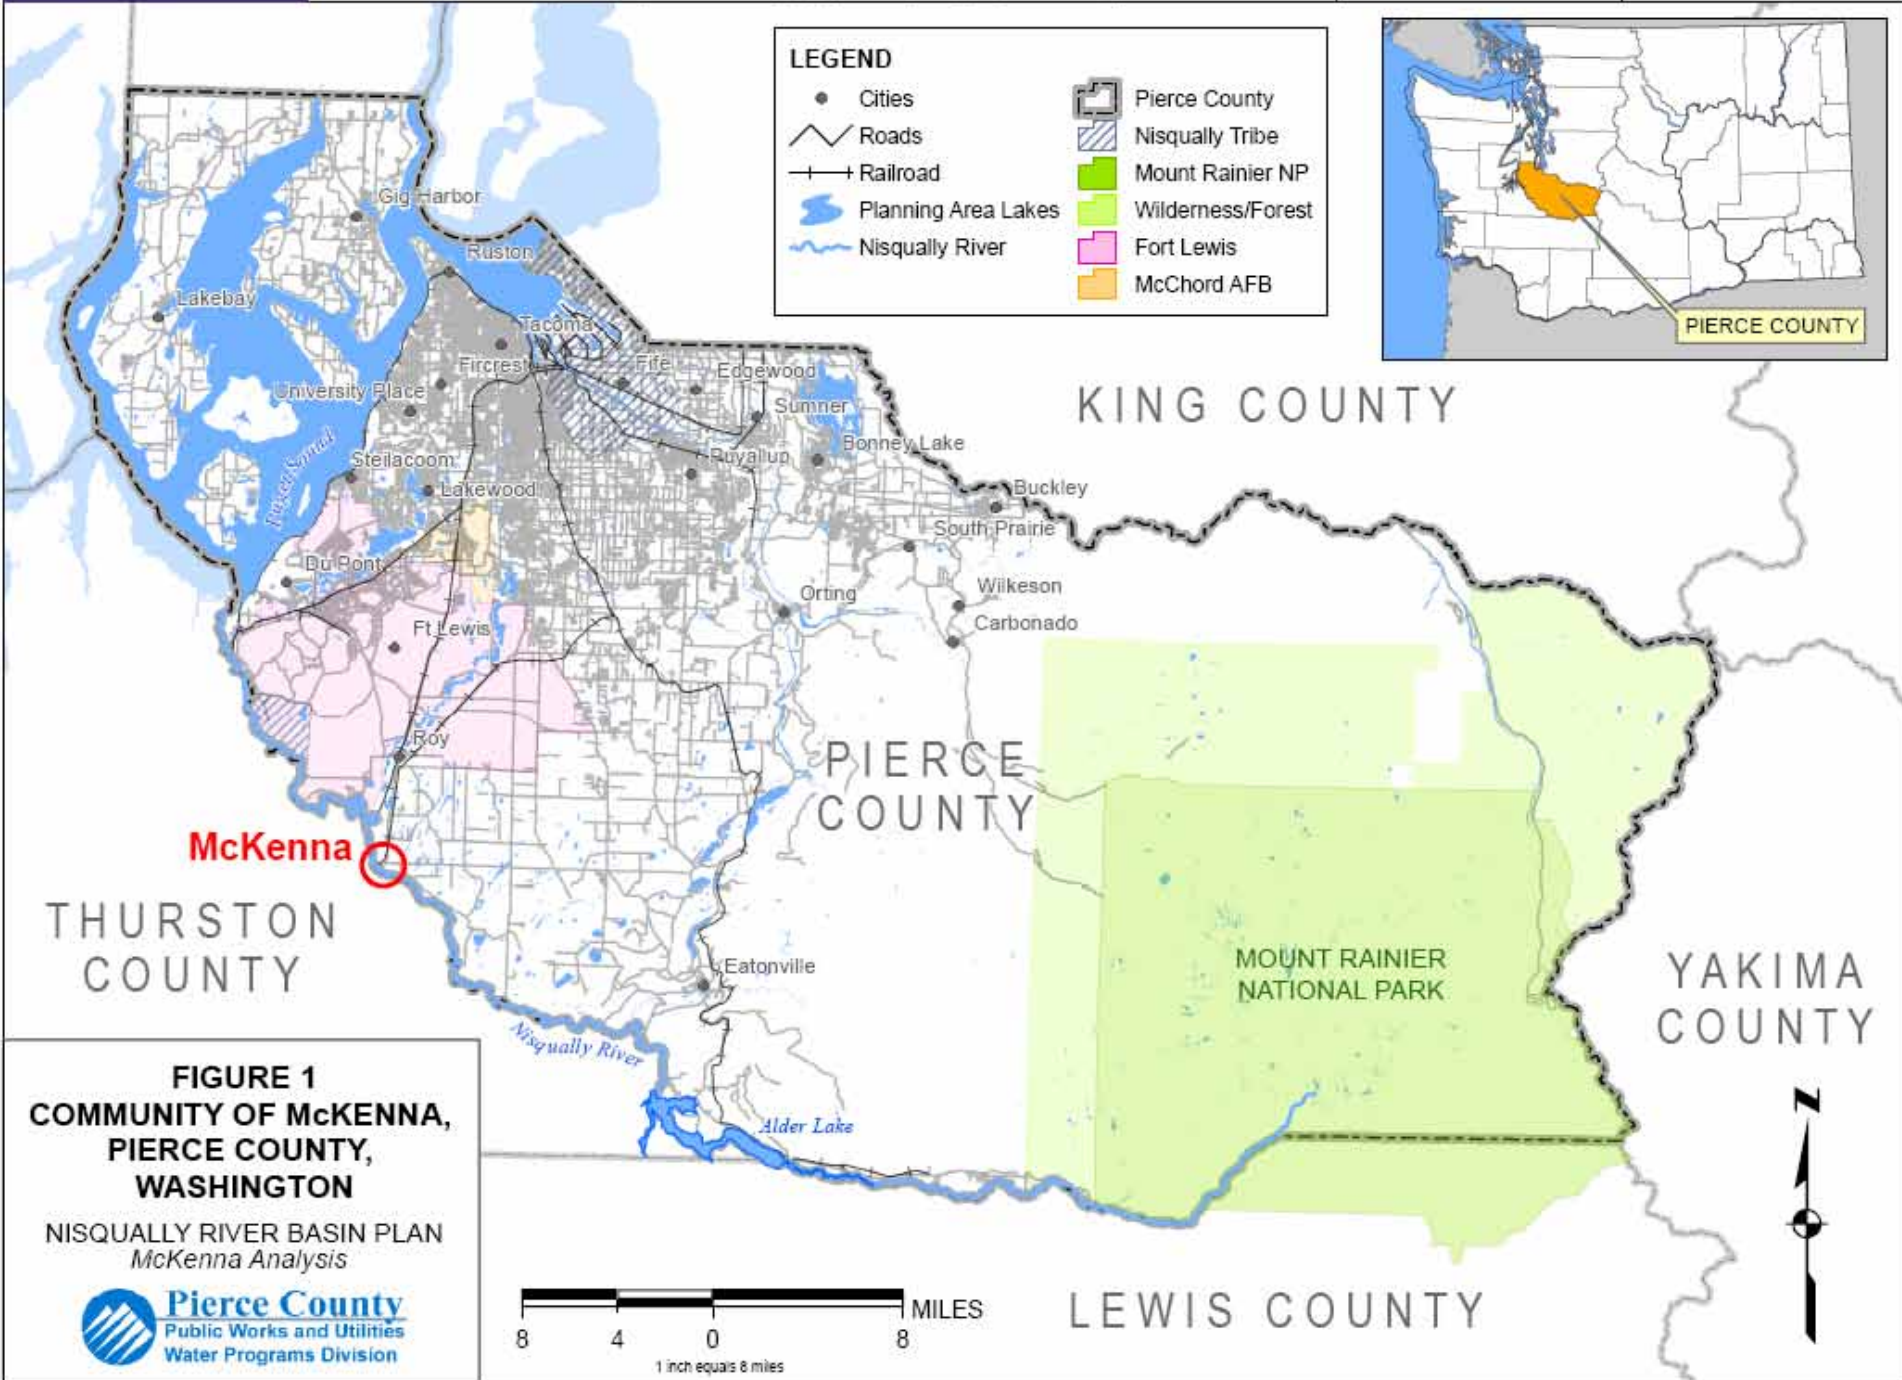 LEGEND
Cities
Roads
Railroad
Planning Area Lakes
Nisqually River
Pierce County
Nisqually Tribe
Mount Rainier NP
Wilderness/Forest
Fort Lewis
McChord AFB
PIERCE COUNTY
Gig Harbor
Ruston
Lakebay
Tacoma
Fircrest
Fife
Edgewood
University Place
Sumner
Bonney Lake
Puget Sound
Steilacoom
Puyallup
Lakewood
Buckley
South Prairie
Du Pont
Orting
Wilkeson
Carbonado
Ft Lewis
Roy
KING COUNTY
PIERCE
COUNTY
McKenna
THURSTON
COUNTY
Eatonville
MOUNT RAINIER
NATIONAL PARK
YAKIMA
COUNTY
Nisqually River
Alder Lake
LEWIS COUNTY
N
FIGURE 1
COMMUNITY OF McKENNA,
PIERCE COUNTY,
WASHINGTON
NISQUALLY RIVER BASIN PLAN
McKenna Analysis
Pierce County
Public Works and Utilities
Water Programs Division
MILES
8 4 0 8
1 inch equals 8 miles